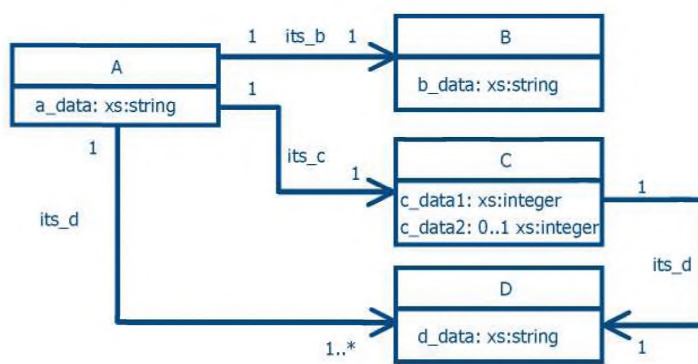 1 its_b 1
B
b_data: xs:string
A
a_data: xs:string
1
its_c
1
1
C
c_data1: xs:integer
c_data2: 0..1 xs:integer
1
its_d
its_d
D
d_data: xs:string
1..*
1